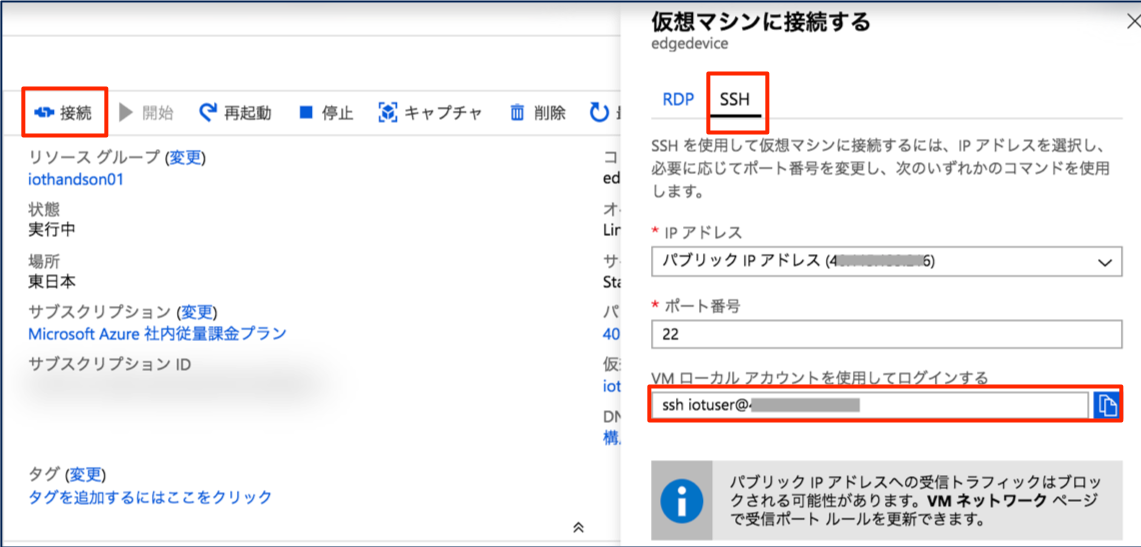 接続 開始 再起動 停止 キャプチャ 削除
リソース グループ (変更)
iothandson01
状態
実行中
場所
東日本
サブスクリプション (変更)
Microsoft Azure 社内従量課金プラン
サブスクリプション ID
タグ (変更)
タグを追加するにはここをクリック
コ
ed
オ
Lin
サ
Sta
パ
40
仮
iot
DN
構
仮想マシンに接続する
edgedevice
RDP SSH
SSH を使用して仮想マシンに接続するには、IP アドレスを選択し、
必要に応じてポート番号を変更し、次のいずれかのコマンドを使用
します。
* IP アドレス
パブリック IP アドレス (4 6)
* ポート番号
22
VM ローカル アカウントを使用してログインする
ssh iotuser@
パブリック IP アドレスへの受信トラフィックはブロッ
クされる可能性があります。VM ネットワーク ページ
で受信ポート ルールを更新できます。